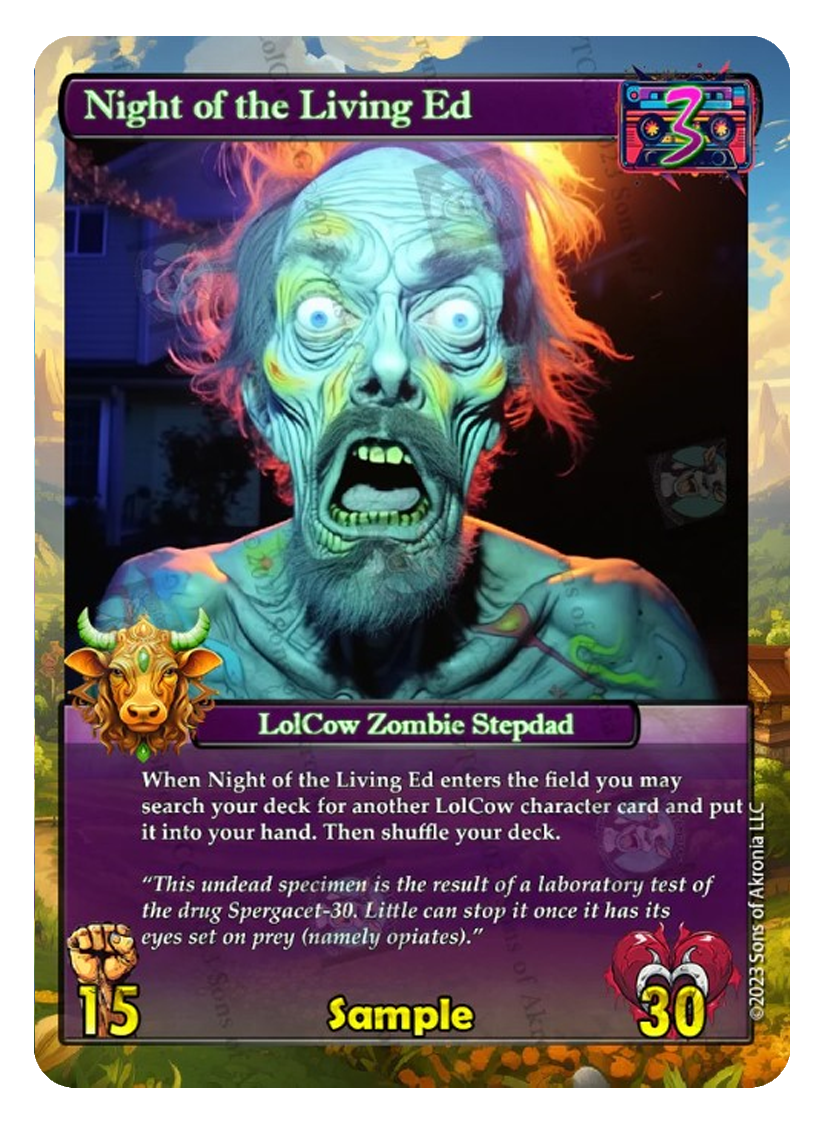 Night of the Living Ed
3
LolCow Zombie Stepdad
When Night of the Living Ed enters the field you may
search your deck for another LolCow character card and put
it into your hand. Then shuffle your deck.
“This undead specimen is the result of a laboratory test of
the drug Spergacet-30. Little can stop it once it has its
eyes set on prey (namely opiates).”
15
Sample
30
©2023 Sons of Akronia LLC